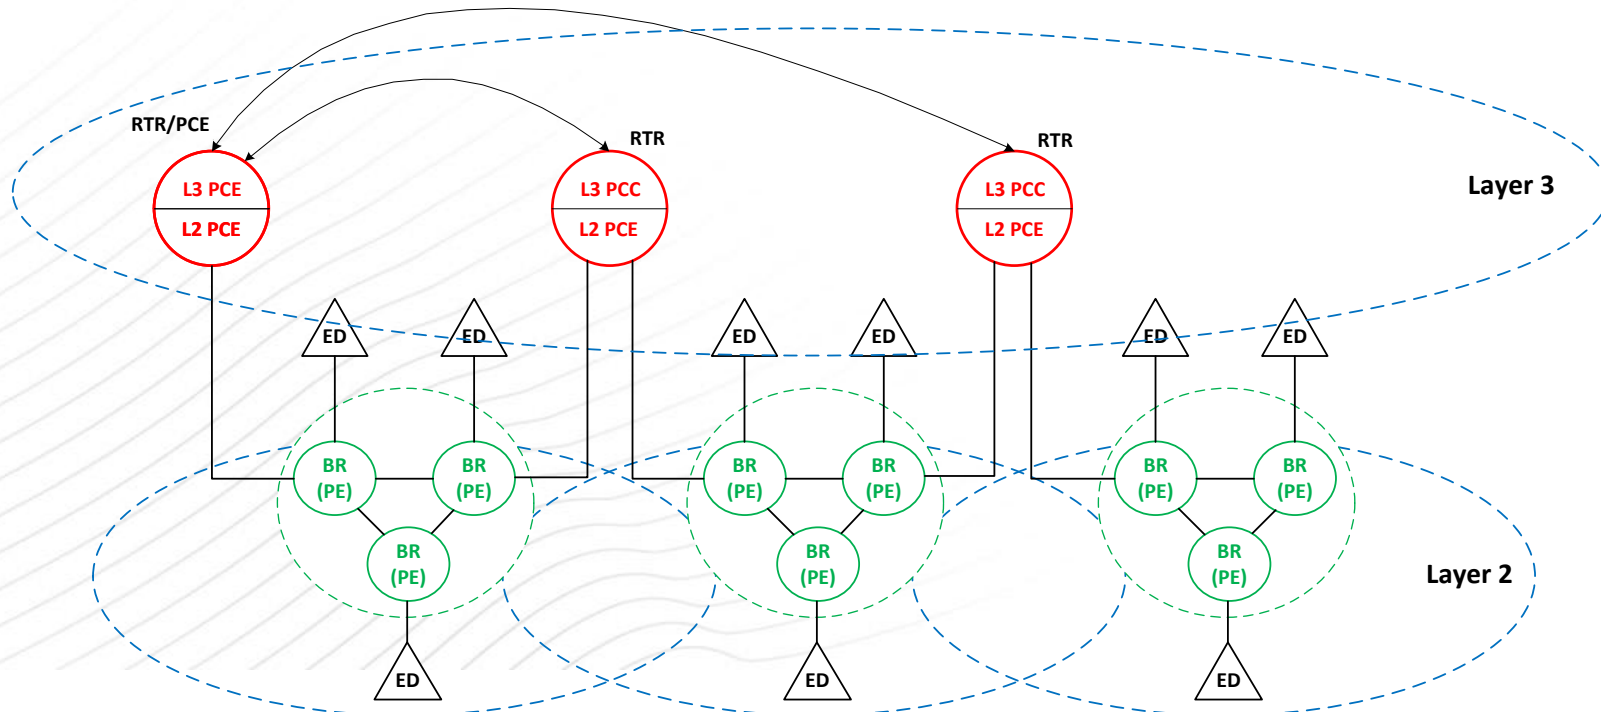 RTR/PCE
RTR
RTR
L3 PCE
L2 PCE
L3 PCC
L2 PCE
L3 PCC
L2 PCE
Layer 3
ED
ED
ED
ED
ED
ED
BR
(PE)
BR
(PE)
BR
(PE)
BR
(PE)
BR
(PE)
BR
(PE)
BR
(PE)
BR
(PE)
BR
(PE)
Layer 2
ED
ED
ED